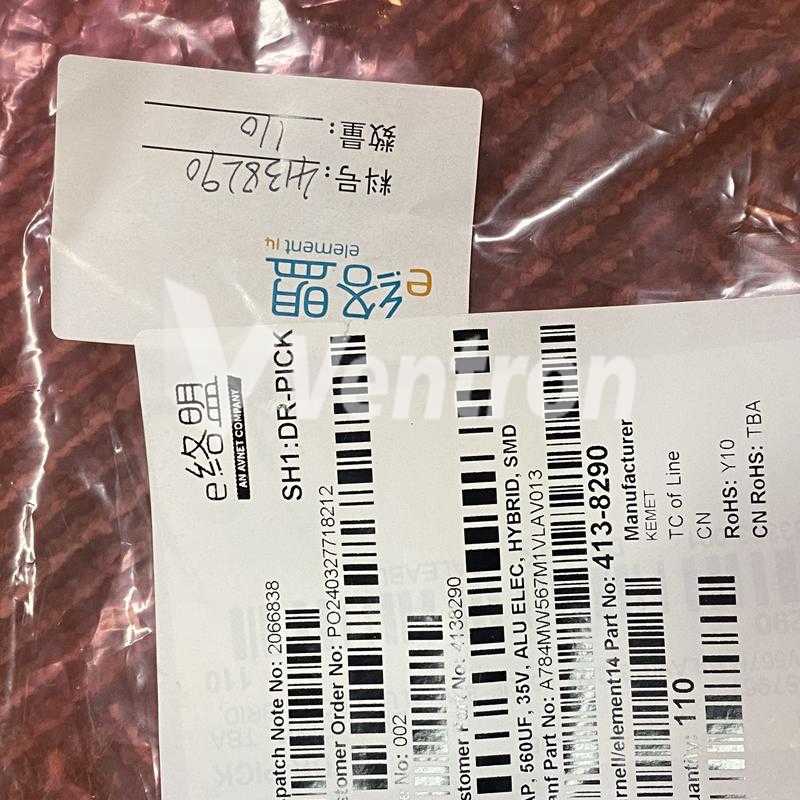 e络盟
element14
料号: 4138290
数量: 110
Ventron
e络盟
AN AVNET COMPANY
SH1:DR-PICK
patch Note No: 2066838
tomer Order No: PO240327718212
e No: 002
stomer Part No: 4138290
AP, 560UF, 35V, ALU ELEC, HYBRID, SMD
anf Part No: A784MW567M1VLAV013
rnell/element14 Part No: 413-8290
Manufacturer
KEMET
TC of Line
CN
uantity: 110
RoHS: Y10
CN RoHS: TBA